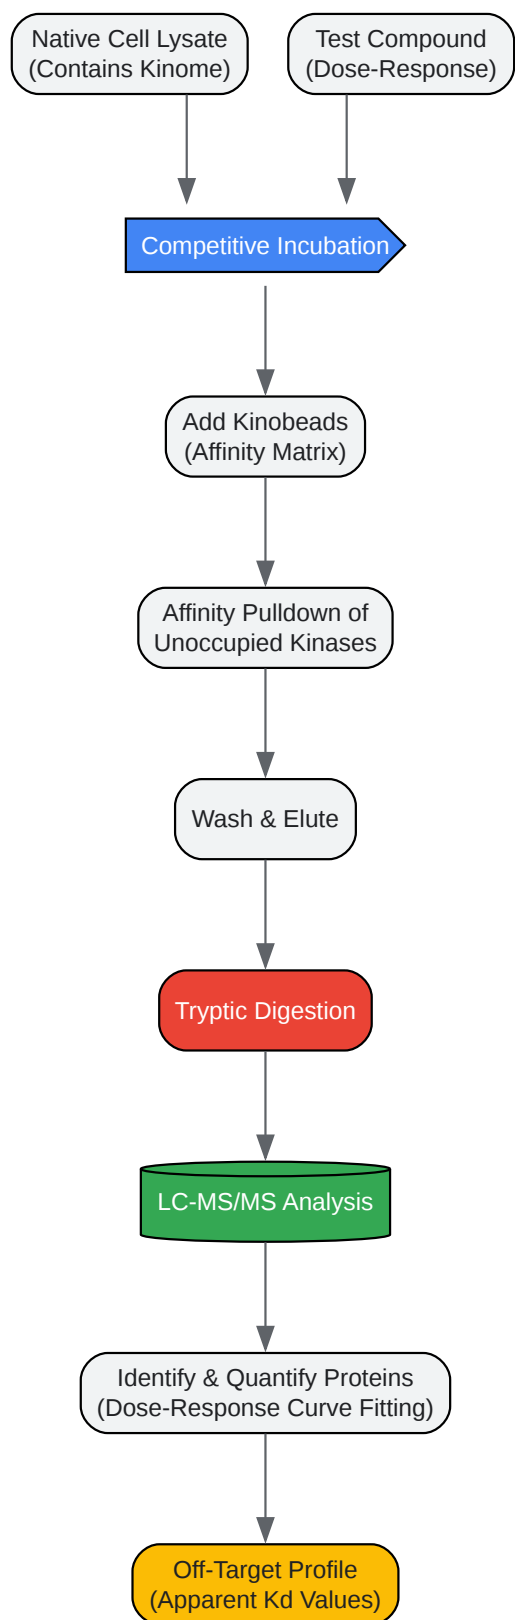 Native Cell Lysate
(Contains Kinome)
Test Compound
(Dose-Response)
Competitive Incubation
Add Kinobeads
(Affinity Matrix)
Affinity Pulldown of
Unoccupied Kinases
Wash & Elute
Tryptic Digestion
LC-MS/MS Analysis
Identify & Quantify Proteins
(Dose-Response Curve Fitting)
Off-Target Profile
(Apparent Kd Values)